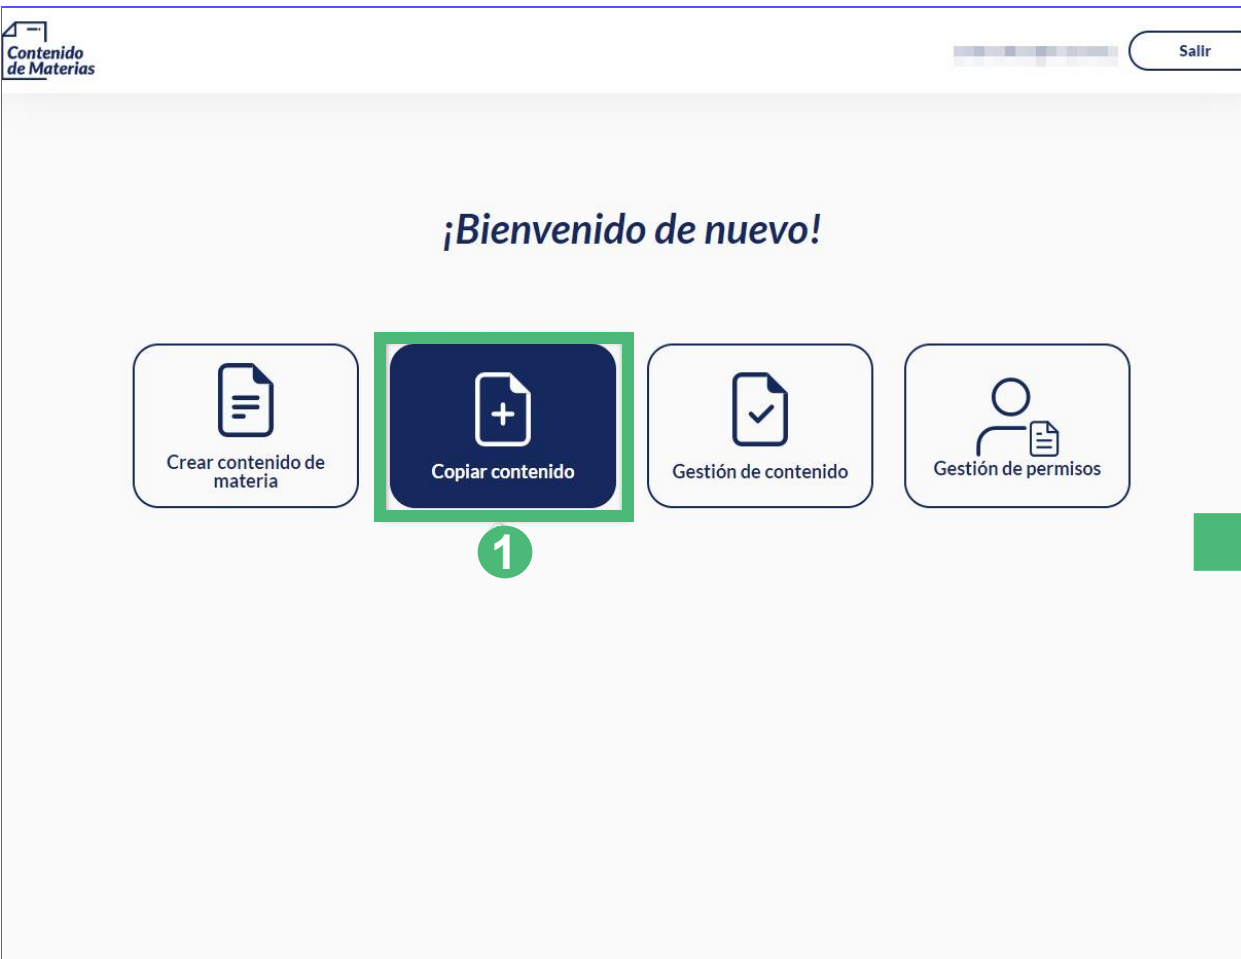 Contenido
de Materias
Salir
¡Bienvenido de nuevo!
Crear contenido de
materia
Copiar contenido
Gestión de contenido
Gestión de permisos
1